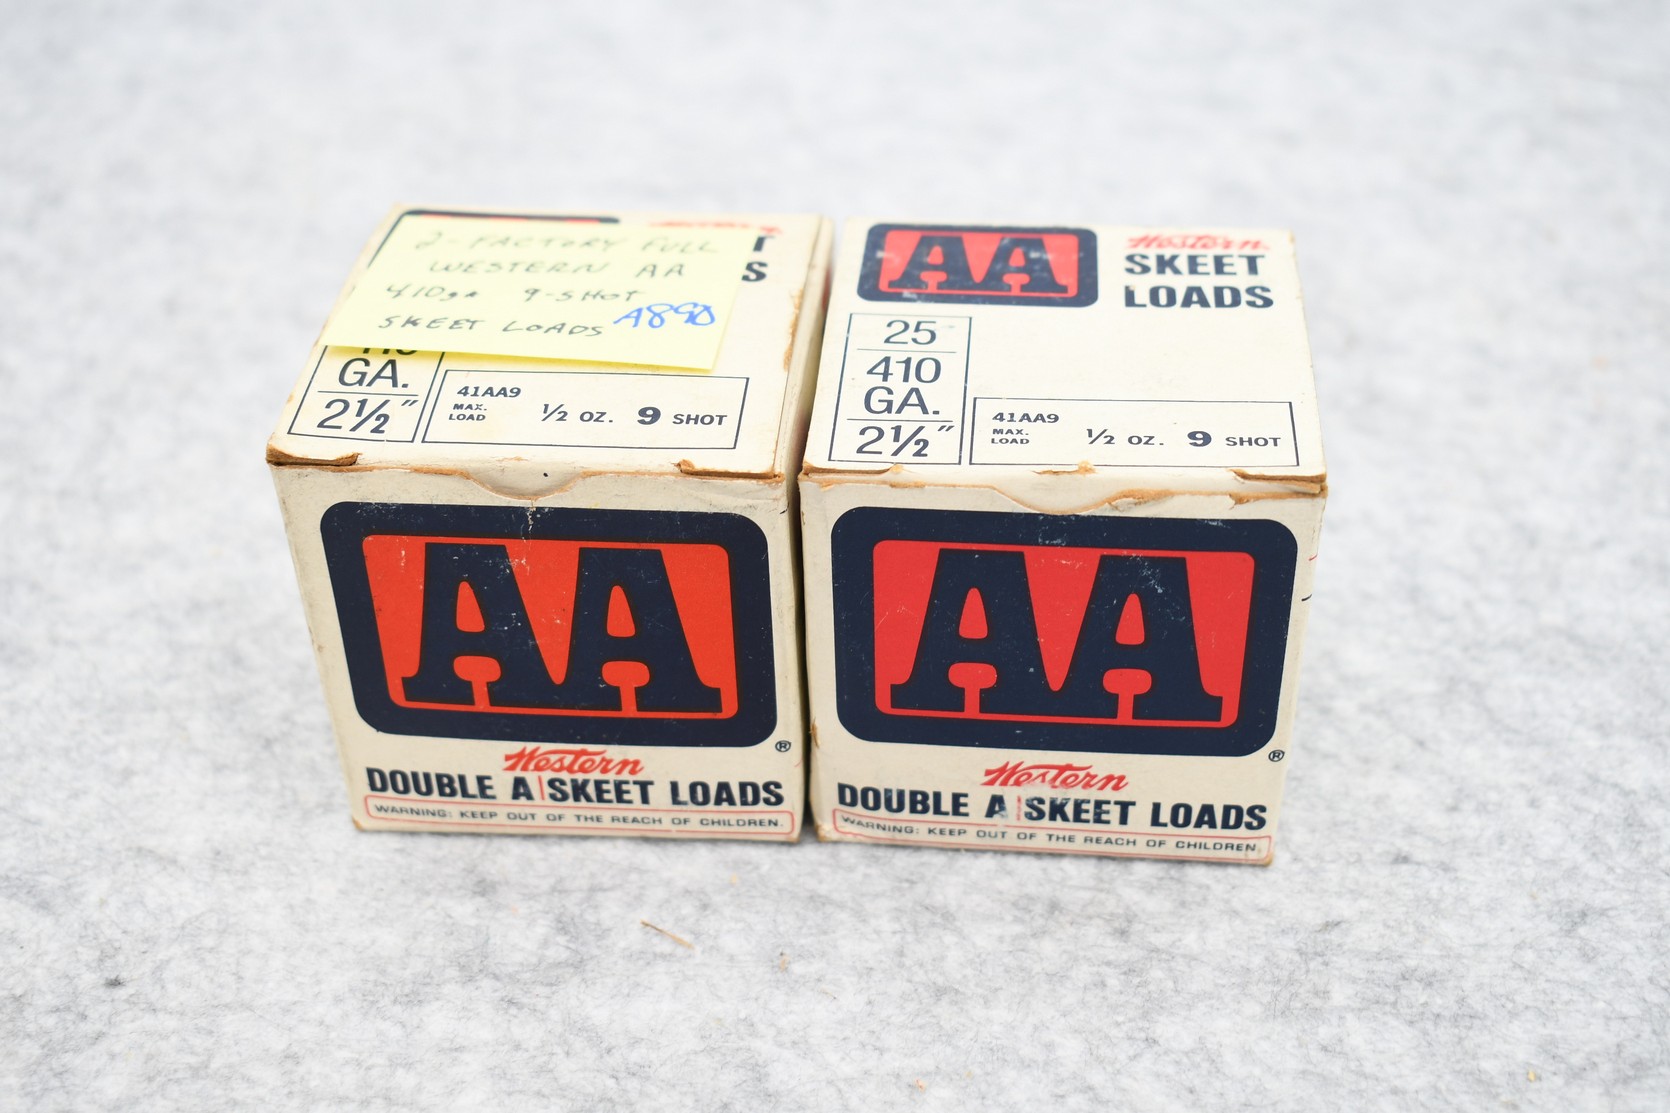 2-FACTORY FULL
WESTERN AA
410ga 9-SHOT
SKEET LOADS A890
GA.
2½"
41AA9
MAX.
LOAD
½ OZ. 9 SHOT
AA
Western
DOUBLE A|SKEET LOADS
WARNING: KEEP OUT OF THE REACH OF CHILDREN.
AA
Western
SKEET
LOADS
25
410
GA.
2½"
41AA9
MAX.
LOAD
½ OZ. 9 SHOT
AA
®
Western
DOUBLE A|SKEET LOADS
WARNING: KEEP OUT OF THE REACH OF CHILDREN.
®